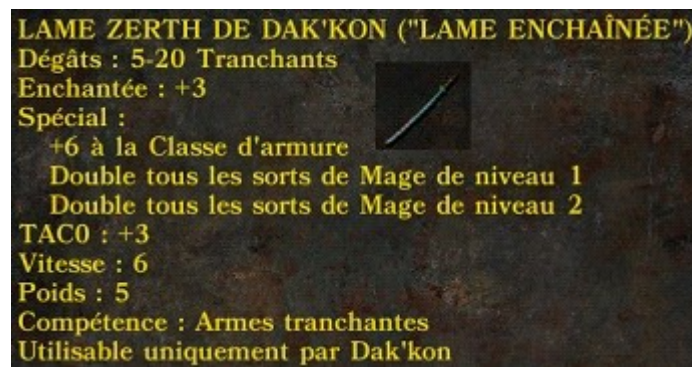 LAME ZERTH DE DAK'KON ("LAME ENCHAÎNÉE")
Dégâts : 5-20 Tranchants
Enchantée : +3
Spécial :
+6 à la Classe d'armure
Double tous les sorts de Mage de niveau 1
Double tous les sorts de Mage de niveau 2
TAC0 : +3
Vitesse : 6
Poids : 5
Compétence : Armes tranchantes
Utilisable uniquement par Dak'kon